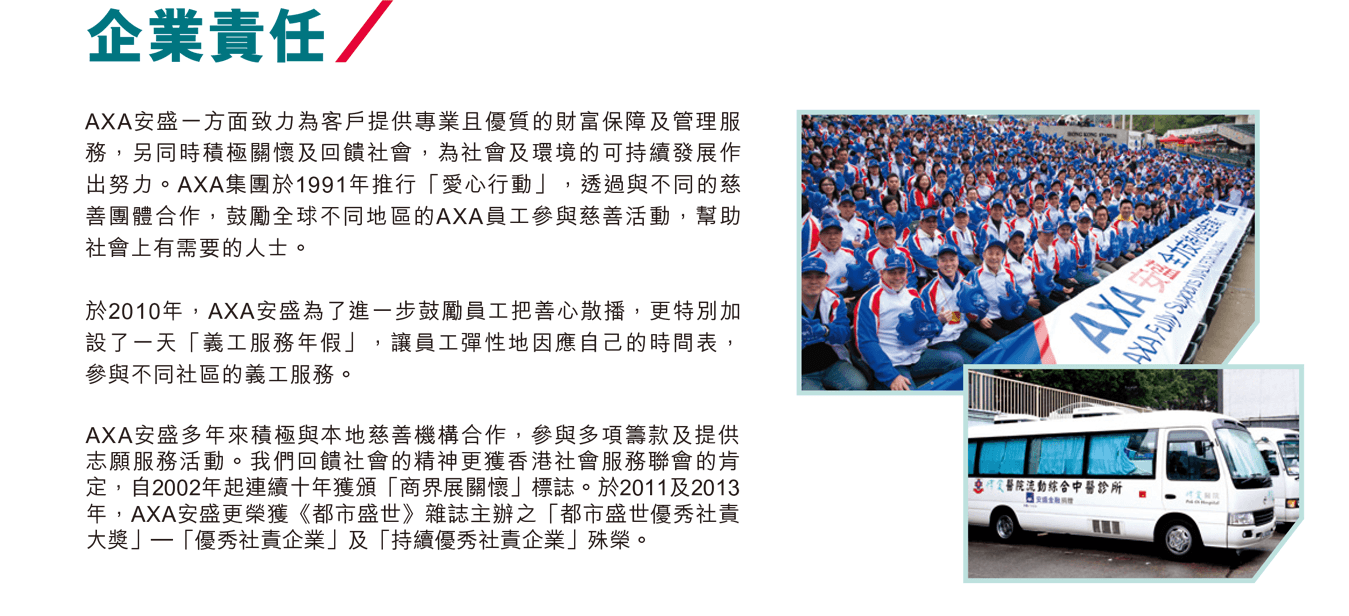 企業責任
AXA安盛一方面致力為客戶提供專業且優質的財富保障及管理服
務，另同時積極關懷及回饋社會，為社會及環境的可持續發展作
出努力。AXA集團於1991年推行「愛心行動」，透過與不同的慈
善團體合作，鼓勵全球不同地區的AXA員工參與慈善活動，幫助
社會上有需要的人士。
於2010年，AXA安盛為了進一步鼓勵員工把善心散播，更特別加
設了一天「義工服務年假」，讓員工彈性地因應自己的時間表，
參與不同社區的義工服務。
AXA安盛多年來積極與本地慈善機構合作，參與多項籌款及提供
志願服務活動。我們回饋社會的精神更獲香港社會服務聯會的肯
定，自2002年起連續十年獲頒「商界展關懷」標誌。於2011及2013
年，AXA安盛更榮獲《都市盛世》雜誌主辦之「都市盛世優秀社責
大獎」—「優秀社責企業」及「持續優秀社責企業」殊榮。
HONG KONG STADIUM
AXA 安盛 全力支持
AXA Fully Supports
醫院流動綜合中醫診所
安盛金融捐贈
Pok Oi Hospital